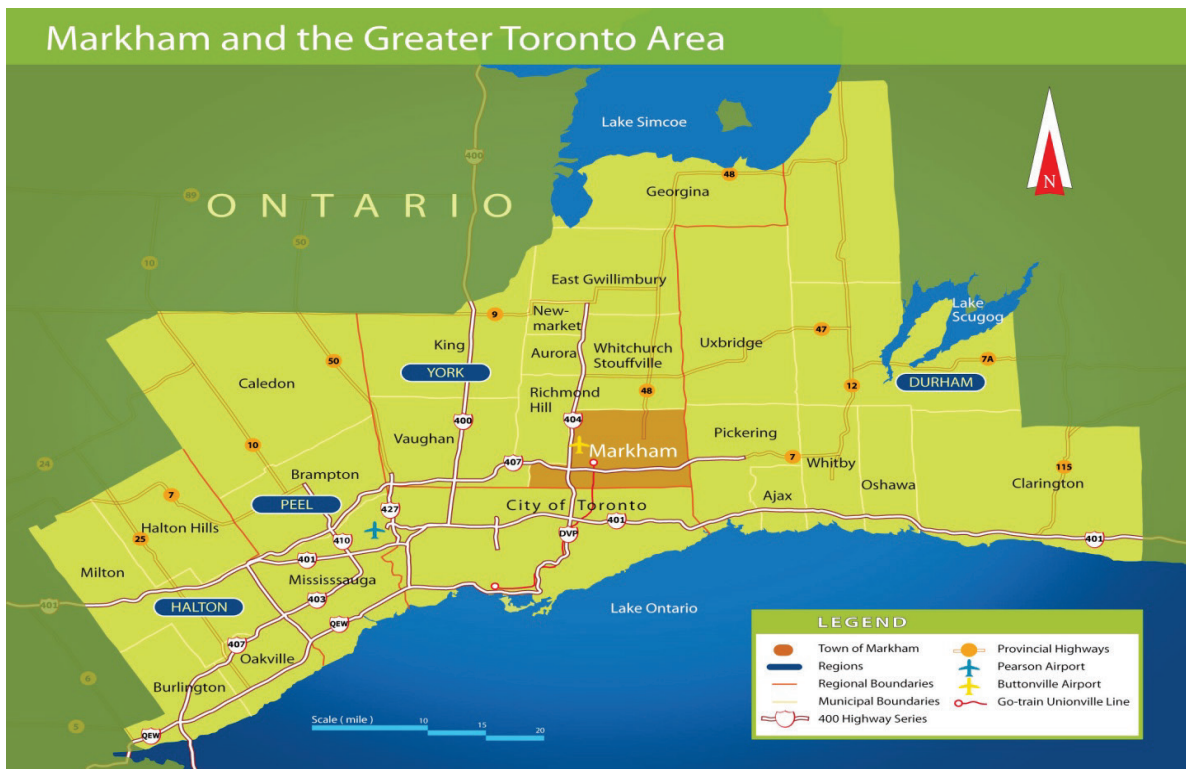 Markham and the Greater Toronto Area
Lake Simcoe
400
48
Georgina
N
89
ONTARIO
50
10
East Gwillimbury
Lake
Scugog
9
New-
market
47
King
Aurora
Whitchurch
Stouffville
Uxbridge
7A
50
YORK
12
DURHAM
Caledon
Richmond
Hill
48
400
404
Vaughan
Markham
Pickering
10
407
7
Whitby
24
Brampton
115
7
PEEL
427
City of Toronto
Ajax
Oshawa
Clarington
Halton Hills
401
25
410
DVP
401
401
Milton
Mississsauga
403
401
HALTON
QEW
Lake Ontario
407
Oakville
6
Burlington
5
QEW
Scale ( mile )
10
15
20
LEGEND
Town of Markham
Provincial Highways
Regions
Pearson Airport
Regional Boundaries
Buttonville Airport
Municipal Boundaries
Go-train Unionville Line
400 Highway Series